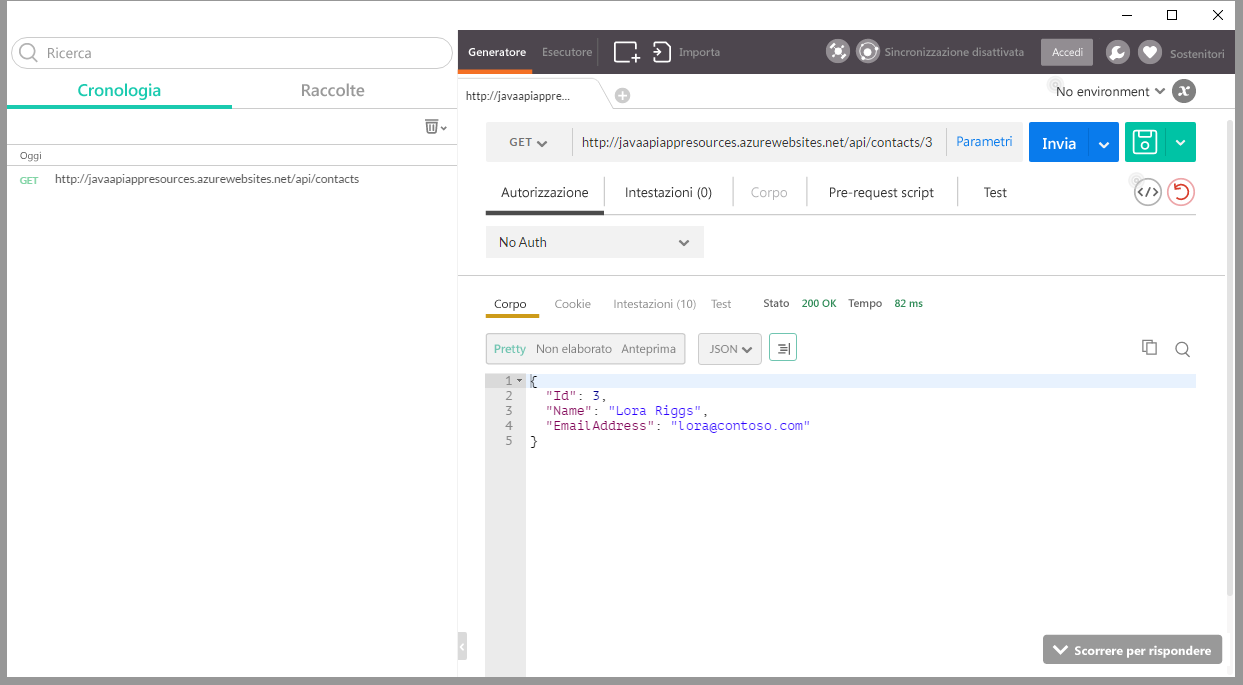 Ricerca
Cronologia Raccolte
Oggi
GET http://javaapiappresources.azurewebsites.net/api/contacts
Generatore Esecutore Importa Sincronizzazione disattivata Accedi Sostenitori
http://javaapiappre... No environment x
GET http://javaapiappresources.azurewebsites.net/api/contacts/3 Parametri Invia
Autorizzazione Intestazioni (0) Corpo Pre-request script Test </>
No Auth
Corpo Cookie Intestazioni (10) Test Stato 200 OK Tempo 82 ms
Pretty Non elaborato Anteprima JSON
1 {
2 "Id": 3,
3 "Name": "Lora Riggs",
4 "EmailAddress": "lora@contoso.com"
5 }
Scorrere per rispondere